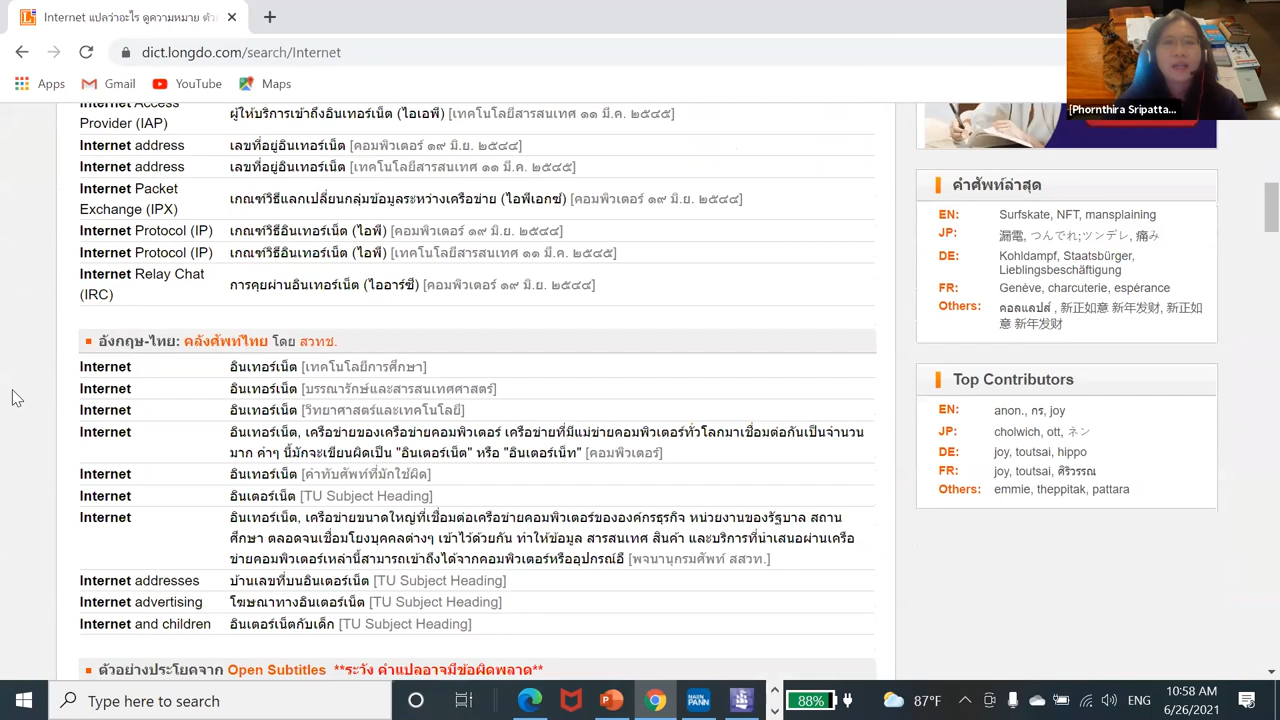 Internet แปลว่าอะไร ดูความหมาย ตัว
dict.longdo.com/search/Internet
Apps Gmail YouTube Maps
[Phornthira Sripatta...
Internet Access
Provider (IAP) ผู้ให้บริการเข้าถึงอินเทอร์เน็ต (ไอเอพี) [เทคโนโลยีสารสนเทศ ๑๑ มี.ค. ๒๕๔๕]
Internet address เลขที่อยู่อินเทอร์เน็ต [คอมพิวเตอร์ ๑๙ มิ.ย. ๒๕๔๔]
Internet address เลขที่อยู่อินเทอร์เน็ต [เทคโนโลยีสารสนเทศ ๑๑ มี.ค. ๒๕๔๕]
Internet Packet
Exchange (IPX) เกณฑ์วิธีแลกเปลี่ยนกลุ่มข้อมูลระหว่างเครือข่าย (ไอพีเอกซ์) [คอมพิวเตอร์ ๑๙ มิ.ย. ๒๕๔๔]
Internet Protocol (IP) เกณฑ์วิธีอินเทอร์เน็ต (ไอพี) [คอมพิวเตอร์ ๑๙ มิ.ย. ๒๕๔๔]
Internet Protocol (IP) เกณฑ์วิธีอินเทอร์เน็ต (ไอพี) [เทคโนโลยีสารสนเทศ ๑๑ มี.ค. ๒๕๔๕]
Internet Relay Chat
(IRC) การคุยผ่านอินเทอร์เน็ต (ไออาร์ซี) [คอมพิวเตอร์ ๑๙ มิ.ย. ๒๕๔๔]
อังกฤษ-ไทย: คลังศัพท์ไทย โดย สวทช.
Internet อินเทอร์เน็ต [เทคโนโลยีการศึกษา]
Internet อินเทอร์เน็ต [บรรณารักษ์และสารสนเทศศาสตร์]
Internet อินเทอร์เน็ต [วิทยาศาสตร์และเทคโนโลยี]
Internet อินเทอร์เน็ต, เครือข่ายของเครือข่ายคอมพิวเตอร์ เครือข่ายที่มีแม่ข่ายคอมพิวเตอร์ทั่วโลกมาเชื่อมต่อกันเป็นจำนวน
มาก คำๆ นี้มักจะเขียนผิดเป็น "อินเตอร์เน็ต" หรือ "อินเตอร์เน็ท" [คอมพิวเตอร์]
Internet อินเทอร์เน็ต [คำทับศัพท์ที่มักใช้ผิด]
Internet อินเตอร์เน็ต [TU Subject Heading]
Internet อินเทอร์เน็ต, เครือข่ายขนาดใหญ่ที่เชื่อมต่อเครือข่ายคอมพิวเตอร์ขององค์กรธุรกิจ หน่วยงานของรัฐบาล สถาน
ศึกษา ตลอดจนเชื่อมโยงบุคคลต่างๆ เข้าไว้ด้วยกัน ทำให้ข้อมูล สารสนเทศ สินค้า และบริการที่นำเสนอผ่านเครือ
ข่ายคอมพิวเตอร์เหล่านี้สามารถเข้าถึงได้จากคอมพิวเตอร์หรืออุปกรณ์อื [พจนานุกรมศัพท์ สสวท.]
Internet addresses บ้านเลขที่บนอินเตอร์เน็ต [TU Subject Heading]
Internet advertising โฆษณาทางอินเตอร์เน็ต [TU Subject Heading]
Internet and children อินเตอร์เน็ตกับเด็ก [TU Subject Heading]
ตัวอย่างประโยคจาก Open Subtitles **ระวัง คำแปลอาจมีข้อผิดพลาด**
คำศัพท์ล่าสุด
EN: Surfskate, NFT, mansplaining
JP: 漏電, つんでれ;ツンデレ, 痛み
DE: Kohldampf, Staatsbürger,
Lieblingsbeschäftigung
FR: Genève, charcuterie, espérance
Others: คอลแลปส์ , 新正如意 新年发财, 新正如
意 新年发财
Top Contributors
EN: anon., กร, joy
JP: cholwich, ott, ネン
DE: joy, toutsai, hippo
FR: joy, toutsai, ศิริวรรณ
Others: emmie, theppitak, pattara
Type here to search
NAEN
PANN
88%
87°F
ENG
10:58 AM
6/26/2021